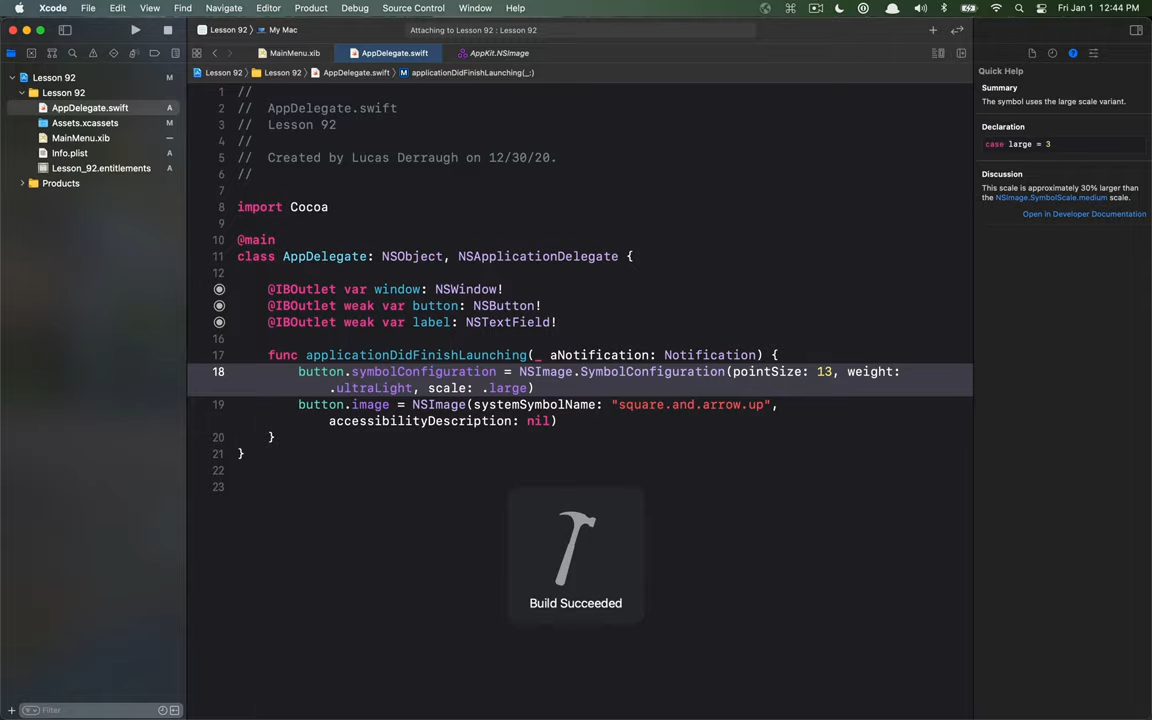 Xcode File Edit View Find Navigate Editor Product Debug Source Control Window Help Fri Jan 1 12:44 PM
Lesson 92 My Mac Attaching to Lesson 92 : Lesson 92
MainMenu.xib AppDelegate.swift AppKit.NSImage
Lesson 92 Lesson 92 AppDelegate.swift M applicationDidFinishLaunching(_:)
Lesson 92 M
Lesson 92
AppDelegate.swift A
Assets.xcassets A
MainMenu.xib –
Info.plist A
Lesson_92.entitlements A
Products
Filter
1 //
2 // AppDelegate.swift
3 // Lesson 92
4 //
5 // Created by Lucas Derraugh on 12/30/20.
6 //
7
8 import Cocoa
9
10 @main
11 class AppDelegate: NSObject, NSApplicationDelegate {
12
@IBOutlet var window: NSWindow!
@IBOutlet weak var button: NSButton!
@IBOutlet weak var label: NSTextField!
16
17 func applicationDidFinishLaunching(_ aNotification: Notification) {
18 button.symbolConfiguration = NSImage.SymbolConfiguration(pointSize: 13, weight:
.ultraLight, scale: .large)
19 button.image = NSImage(systemSymbolName: "square.and.arrow.up",
accessibilityDescription: nil)
20 }
21 }
22
23
Build Succeeded
Quick Help
Summary
The symbol uses the large scale variant.
Declaration
case large = 3
Discussion
This scale is approximately 30% larger than
the NSImage.SymbolScale.medium scale.
Open in Developer Documentation